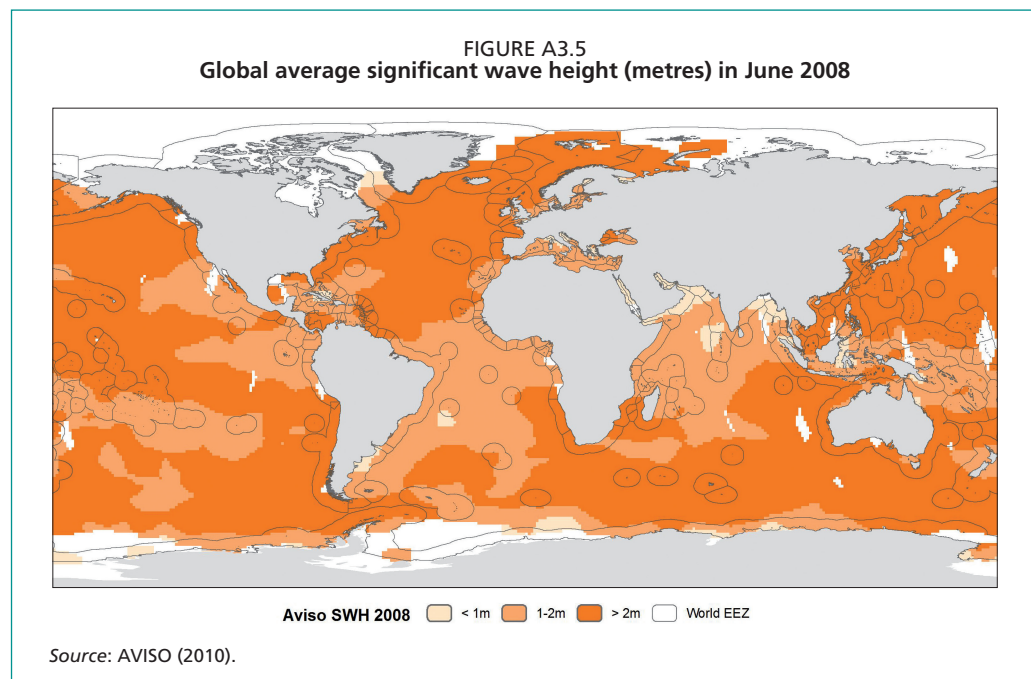 FIGURE A3.5
Global average significant wave height (metres) in June 2008
Aviso SWH 2008 < 1m 1-2m > 2m World EEZ
Source: AVISO (2010).